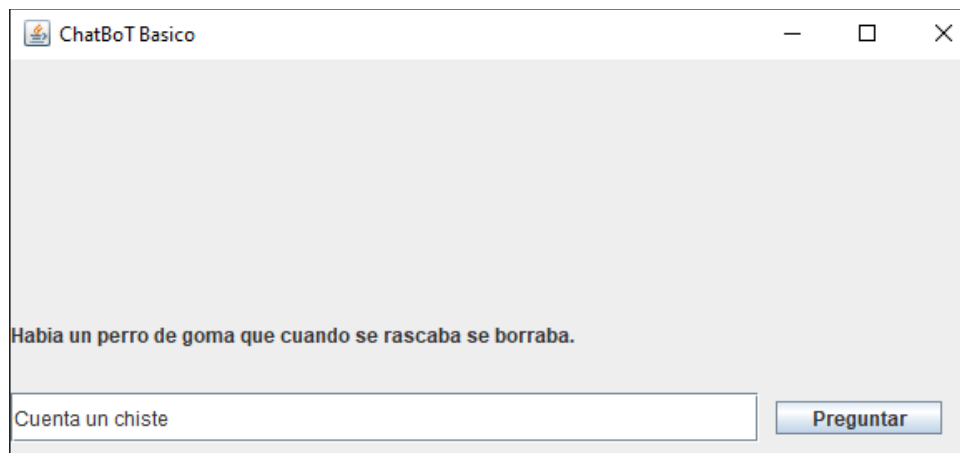 ChatBoT Basico
Habia un perro de goma que cuando se rascaba se borraba.
Cuenta un chiste
Preguntar